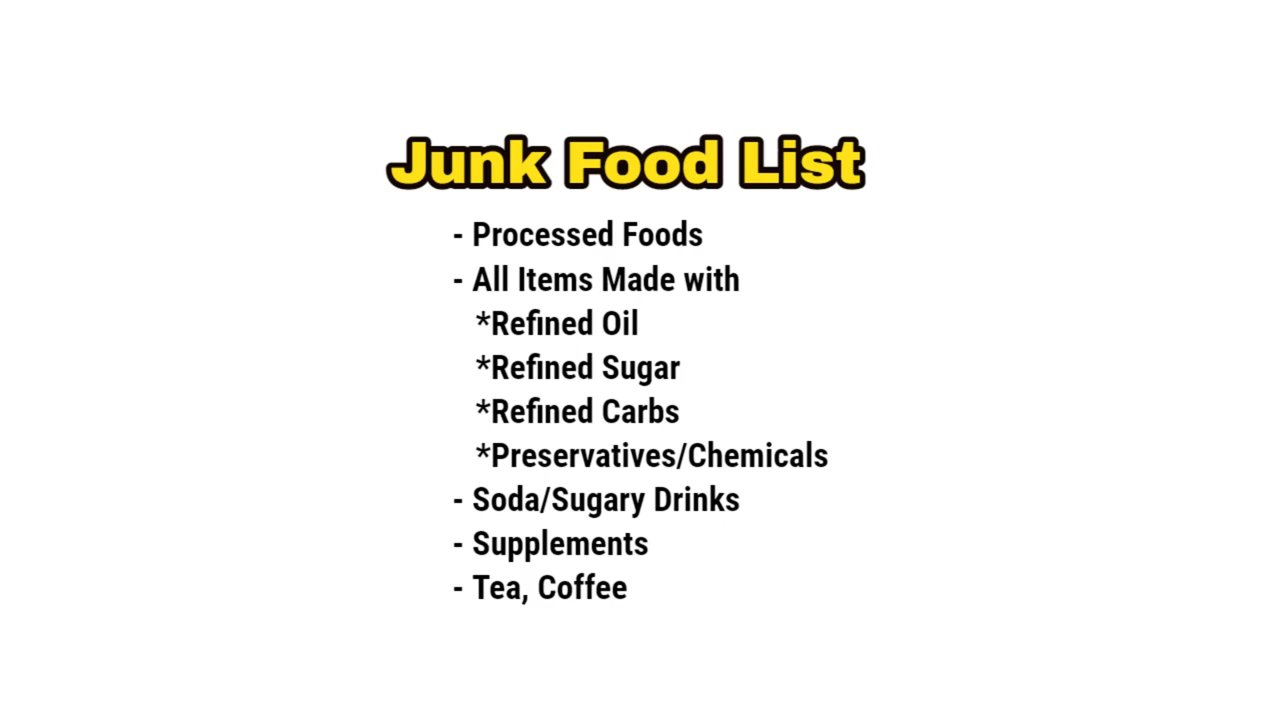 Junk Food List
- Processed Foods
- All Items Made with
*Refined Oil
*Refined Sugar
*Refined Carbs
*Preservatives/Chemicals
- Soda/Sugary Drinks
- Supplements
- Tea, Coffee